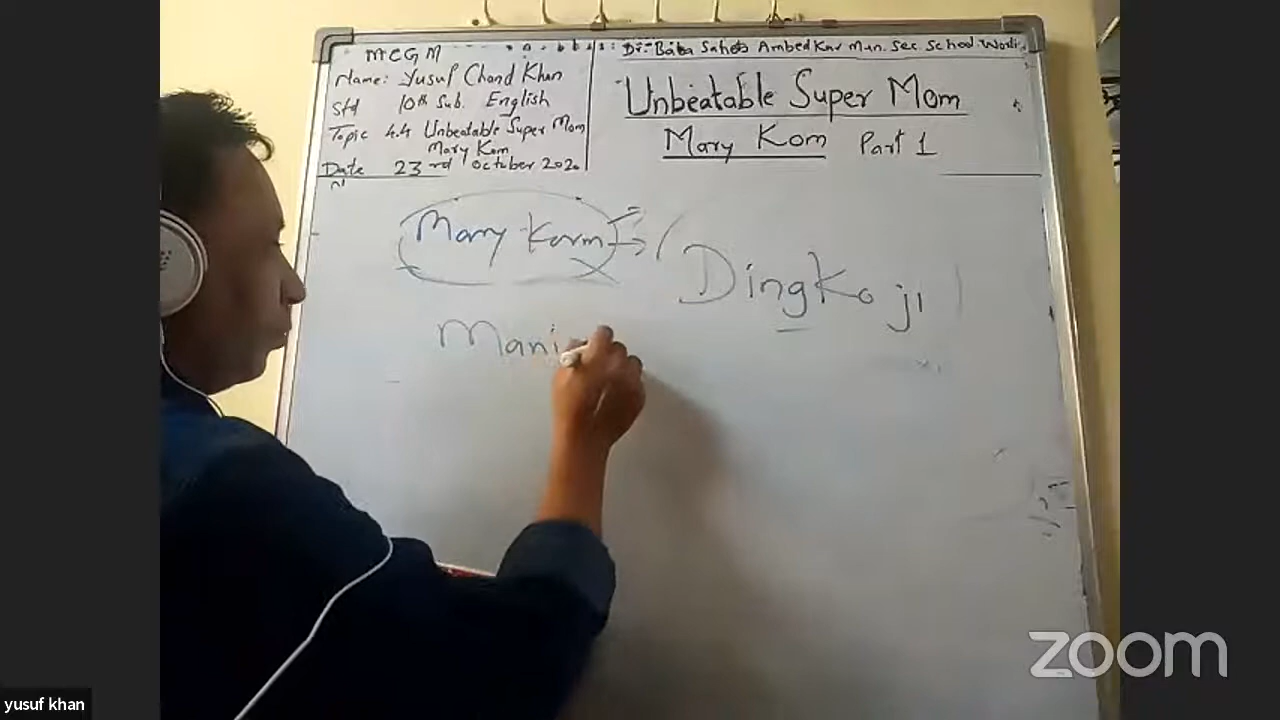 MCGM
Dr. Baba Saheb Ambedkar Mun. Sec. School Worli
Name: Yusuf Chand Khan
Std 10th Sub. English
Topic 4.4 Unbeatable Super Mom
Mary Kom
Date 23rd October 2020
Unbeatable Super Mom
Mary Kom Part 1
Mary Kom
Dingko ji
Mani
zoom
yusuf khan